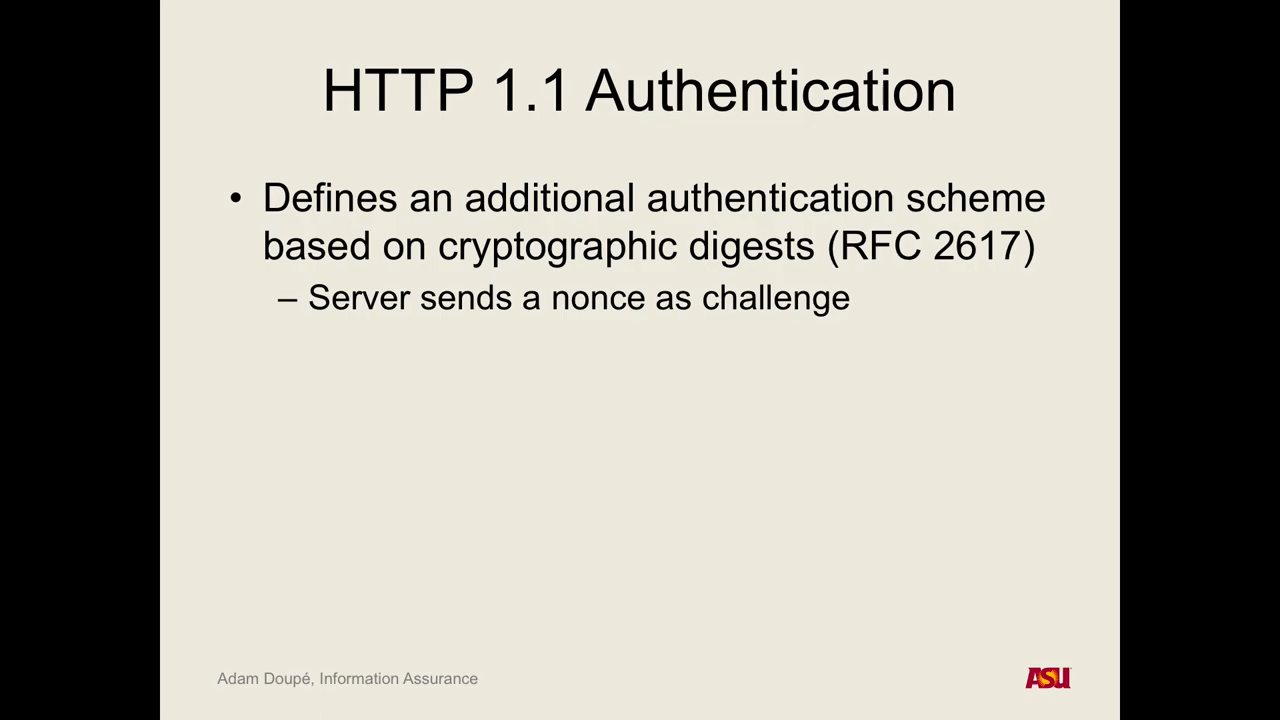 HTTP 1.1 Authentication
• Defines an additional authentication scheme
based on cryptographic digests (RFC 2617)
– Server sends a nonce as challenge
Adam Doupé, Information Assurance
ASU